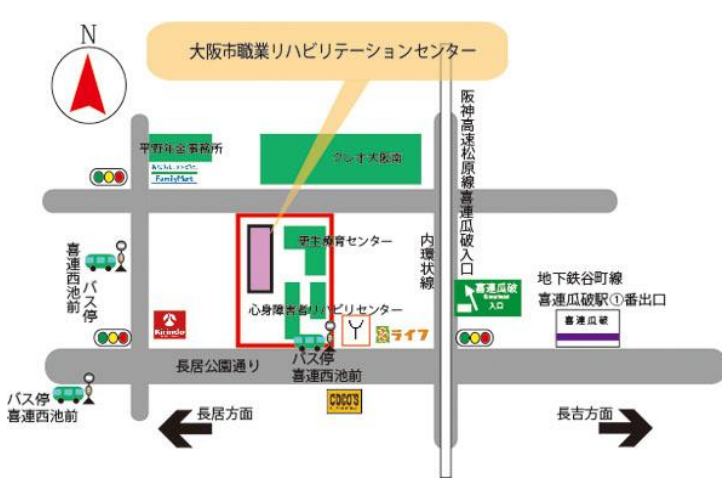 N
大阪市職業リハビリテーションセンター
平野年金事務所
FamilyMart
クレオ大阪南
阪神高速松原線喜連瓜破入口
内環状線
更生療育センター
心身障害者リハビリセンター
喜連西池前
バス停
Kirindo
ライフ
喜連瓜破
入口
地下鉄谷町線
喜連瓜破駅①番出口
喜連瓜破
長居公園通り
バス停
喜連西池前
バス停
喜連西池前
COCO'S
長居方面
長吉方面